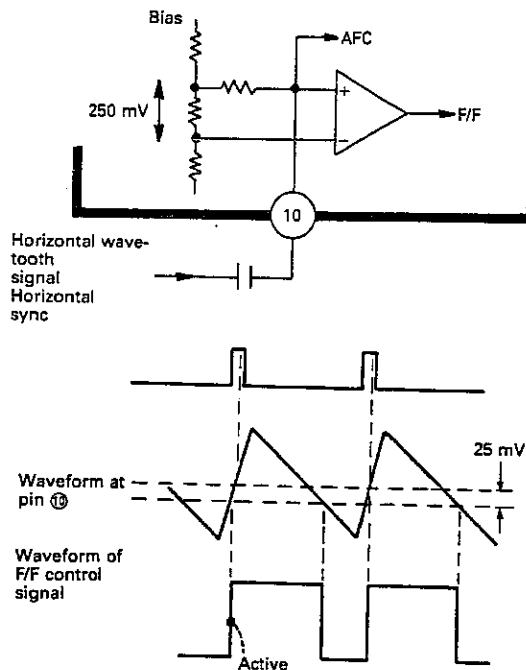 Bias
AFC
+
250 mV
F/F
−
10
Horizontal wave-
tooth
signal
Horizontal
sync
25 mV
Waveform at
pin ⑩
Waveform of
F/F control
signal
Active